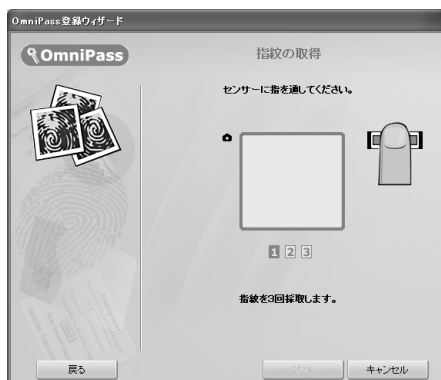 OmniPass登録ウィザード
OmniPass
指紋の取得
センサーに指を通してください。
1 2 3
指紋を3回採取します。
戻る
次へ
キャンセル